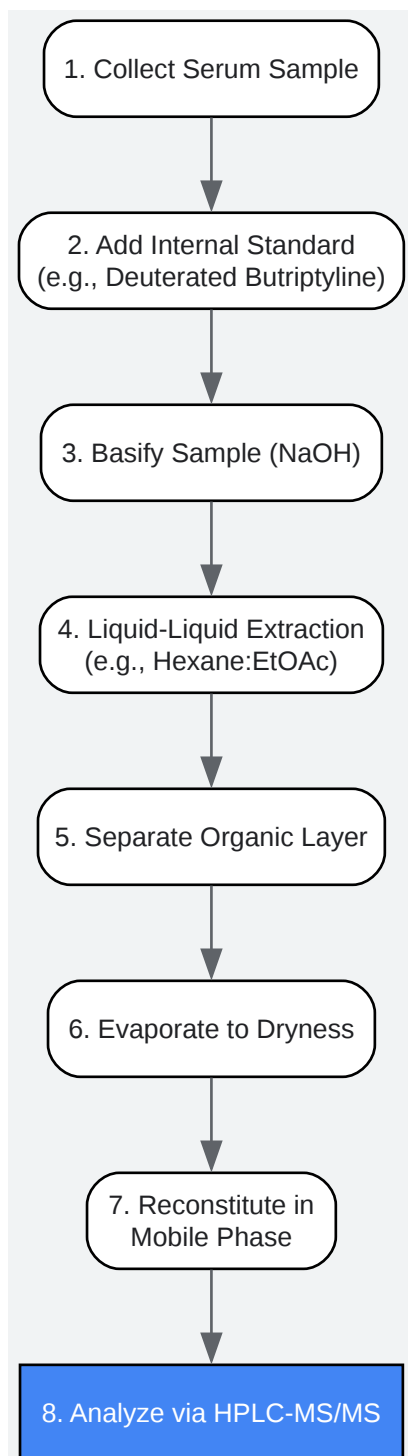 1. Collect Serum Sample
2. Add Internal Standard
(e.g., Deuterated Butriptyline)
3. Basify Sample (NaOH)
4. Liquid-Liquid Extraction
(e.g., Hexane:EtOAc)
5. Separate Organic Layer
6. Evaporate to Dryness
7. Reconstitute in
Mobile Phase
8. Analyze via HPLC-MS/MS